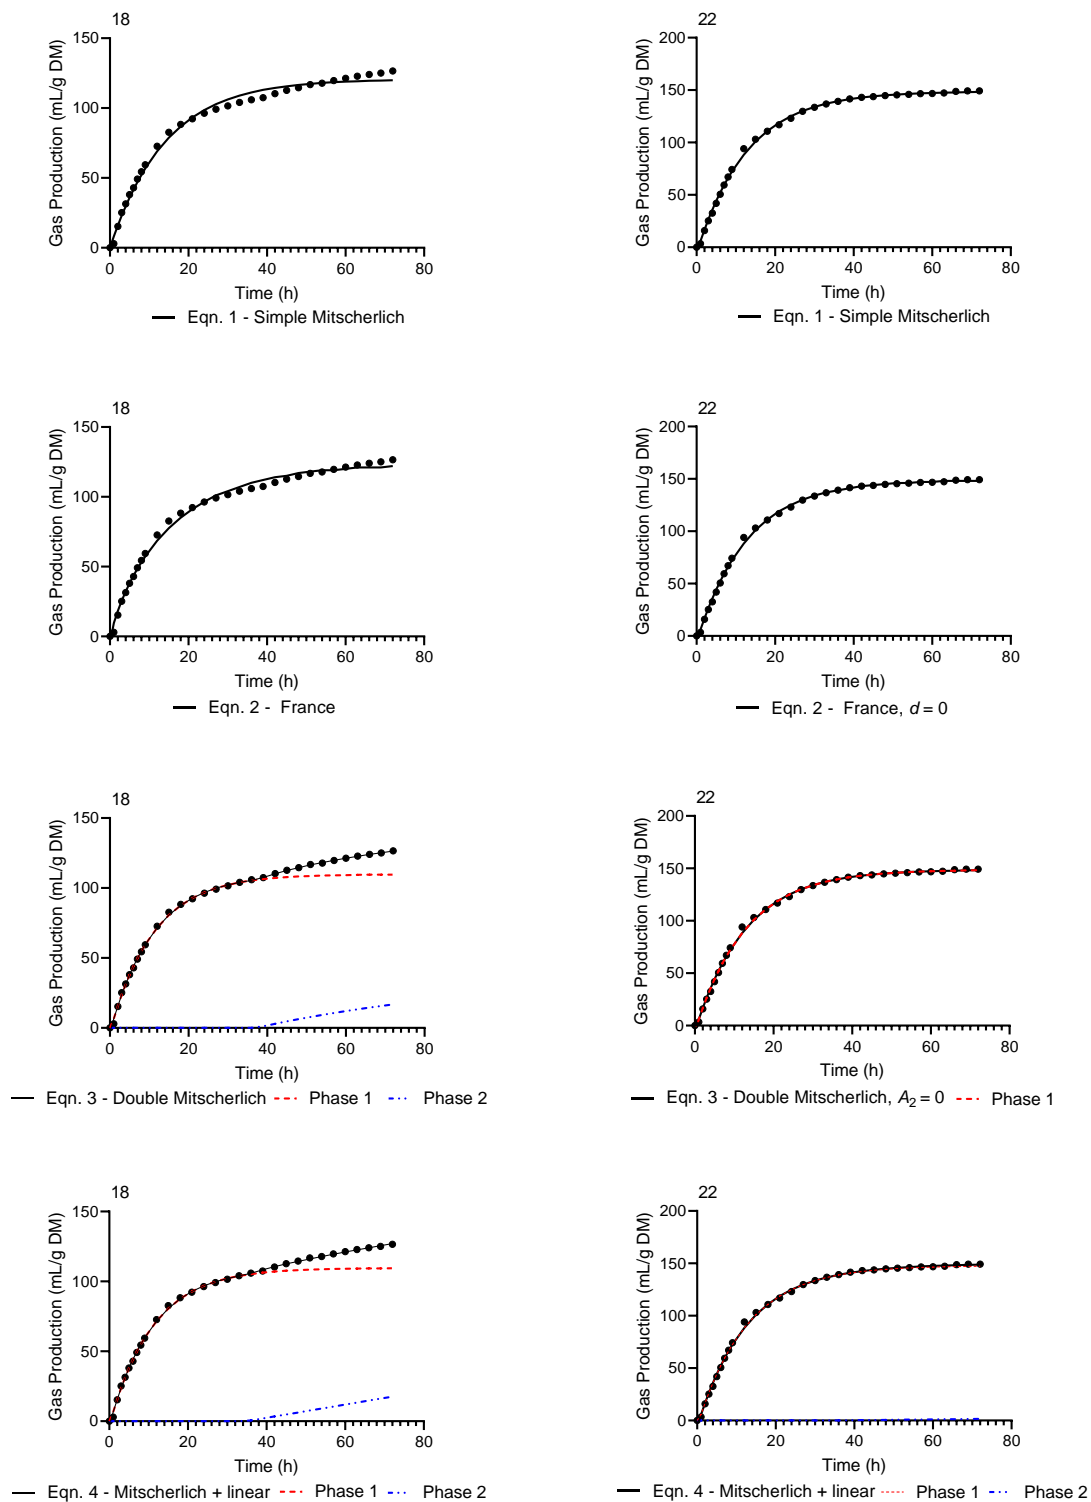 18
Gas Production (mL/g DM)
150
100
50
0
0 20 40 60 80
Time (h)
Eqn. 1 - Simple Mitscherlich
22
Gas Production (mL/g DM)
200
150
100
50
0
0 20 40 60 80
Time (h)
Eqn. 1 - Simple Mitscherlich
18
Gas Production (mL/g DM)
150
100
50
0
0 20 40 60 80
Time (h)
Eqn. 2 - France
22
Gas Production (mL/g DM)
200
150
100
50
0
0 20 40 60 80
Time (h)
Eqn. 2 - France, d = 0
18
Gas Production (mL/g DM)
150
100
50
0
0 20 40 60 80
Time (h)
Eqn. 3 - Double Mitscherlich Phase 1 Phase 2
22
Gas Production (mL/g DM)
200
150
100
50
0
0 20 40 60 80
Time (h)
Eqn. 3 - Double Mitscherlich, A₂ = 0 Phase 1
18
Gas Production (mL/g DM)
150
100
50
0
0 20 40 60 80
Time (h)
Eqn. 4 - Mitscherlich + linear Phase 1 Phase 2
22
Gas Production (mL/g DM)
200
150
100
50
0
0 20 40 60 80
Time (h)
Eqn. 4 - Mitscherlich + linear Phase 1 Phase 2